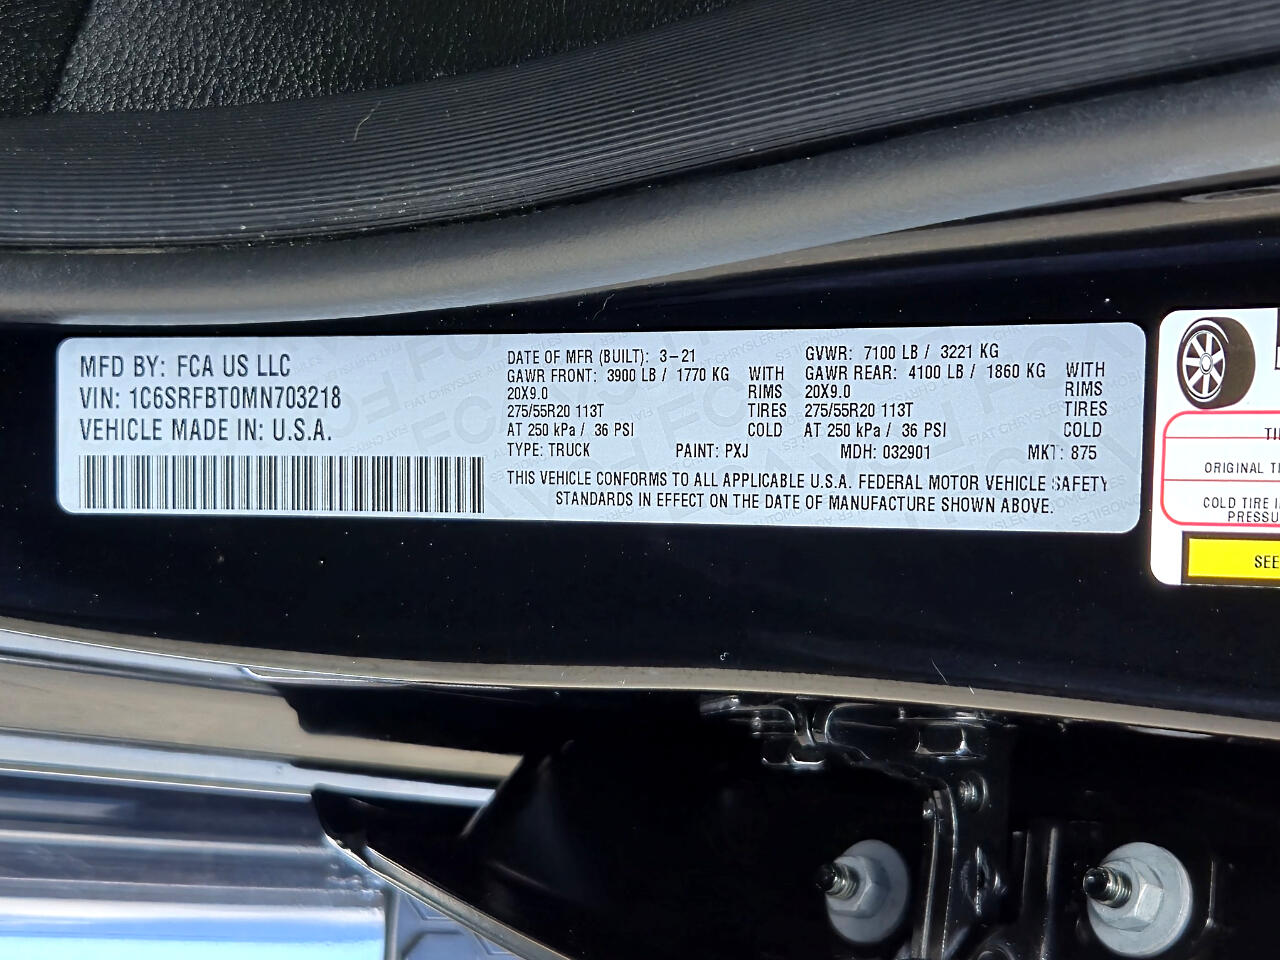 MFD BY: FCA US LLC
VIN: 1C6SRFBT0MN703218
VEHICLE MADE IN: U.S.A.
DATE OF MFR (BUILT): 3-21
GAWR FRONT: 3900 LB / 1770 KG WITH
20X9.0 RIMS
275/55R20 113T TIRES
AT 250 kPa / 36 PSI COLD
GVWR: 7100 LB / 3221 KG
GAWR REAR: 4100 LB / 1860 KG WITH
20X9.0 RIMS
275/55R20 113T TIRES
AT 250 kPa / 36 PSI COLD
TYPE: TRUCK PAINT: PXJ MDH: 032901 MKT: 875
THIS VEHICLE CONFORMS TO ALL APPLICABLE U.S.A. FEDERAL MOTOR VEHICLE SAFETY
STANDARDS IN EFFECT ON THE DATE OF MANUFACTURE SHOWN ABOVE.
ORIGINAL
COLD TIRE
SEE